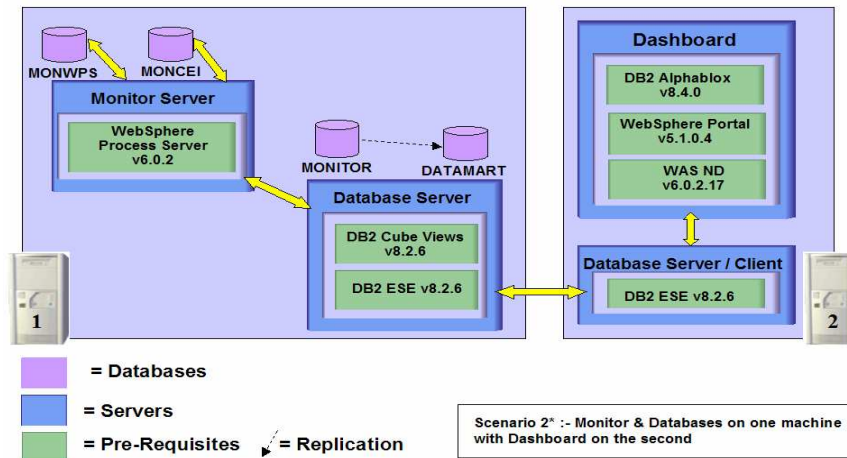 MONWPS
MONCEI
Monitor Server
WebSphere
Process Server
v6.0.2
MONITOR
DATAMART
Database Server
DB2 Cube Views
v8.2.6
DB2 ESE v8.2.6
1
Dashboard
DB2 Alphablox
v8.4.0
WebSphere Portal
v5.1.0.4
WAS ND
v6.0.2.17
Database Server / Client
DB2 ESE v8.2.6
2
= Databases
= Servers
= Pre-Requisites
= Replication
Scenario 2* :- Monitor & Databases on one machine
with Dashboard on the second